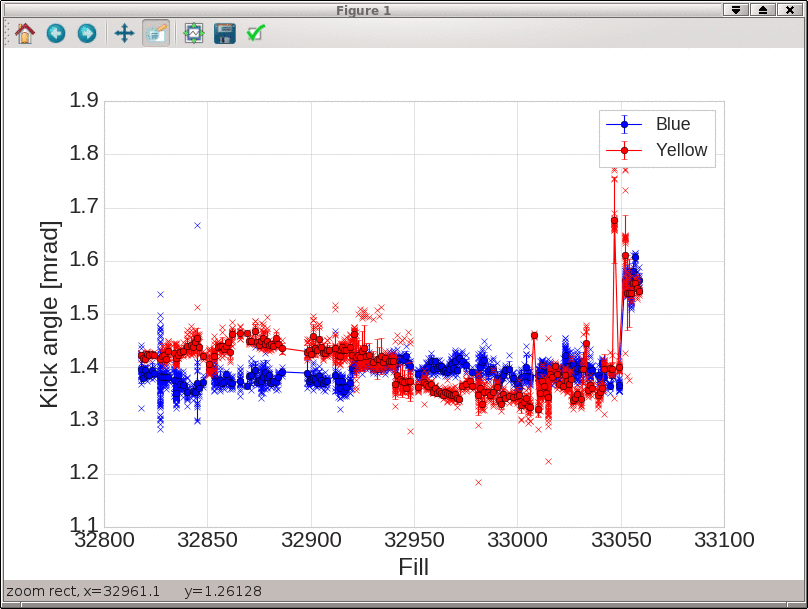 Figure 1
1.9
1.8
1.7
1.6
1.5
1.4
1.3
1.2
1.1
Kick angle [mrad]
Blue
Yellow
32800 32850 32900 32950 33000 33050 33100
Fill
zoom rect, x=32961.1 y=1.26128